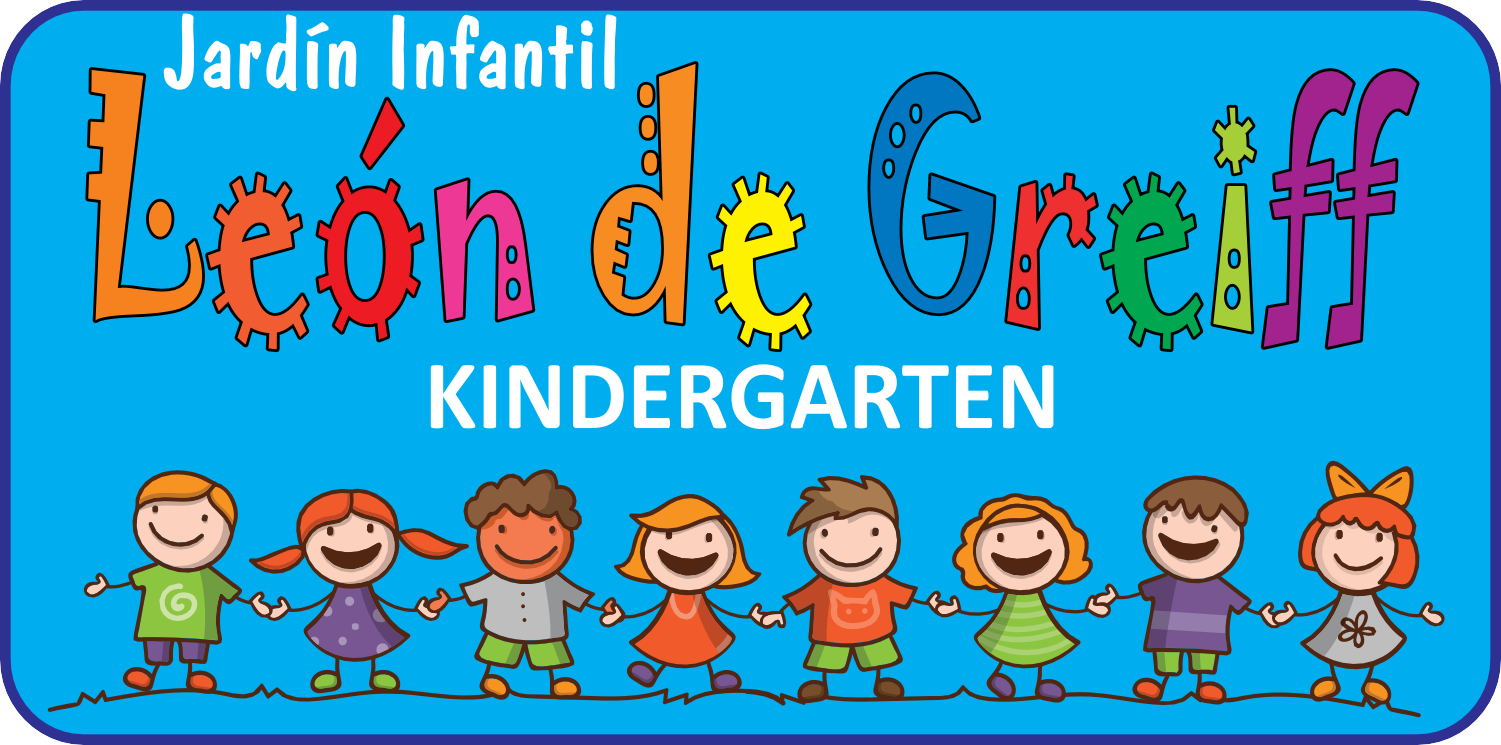 Jardín Infantil
León de Greiff
KINDERGARTEN